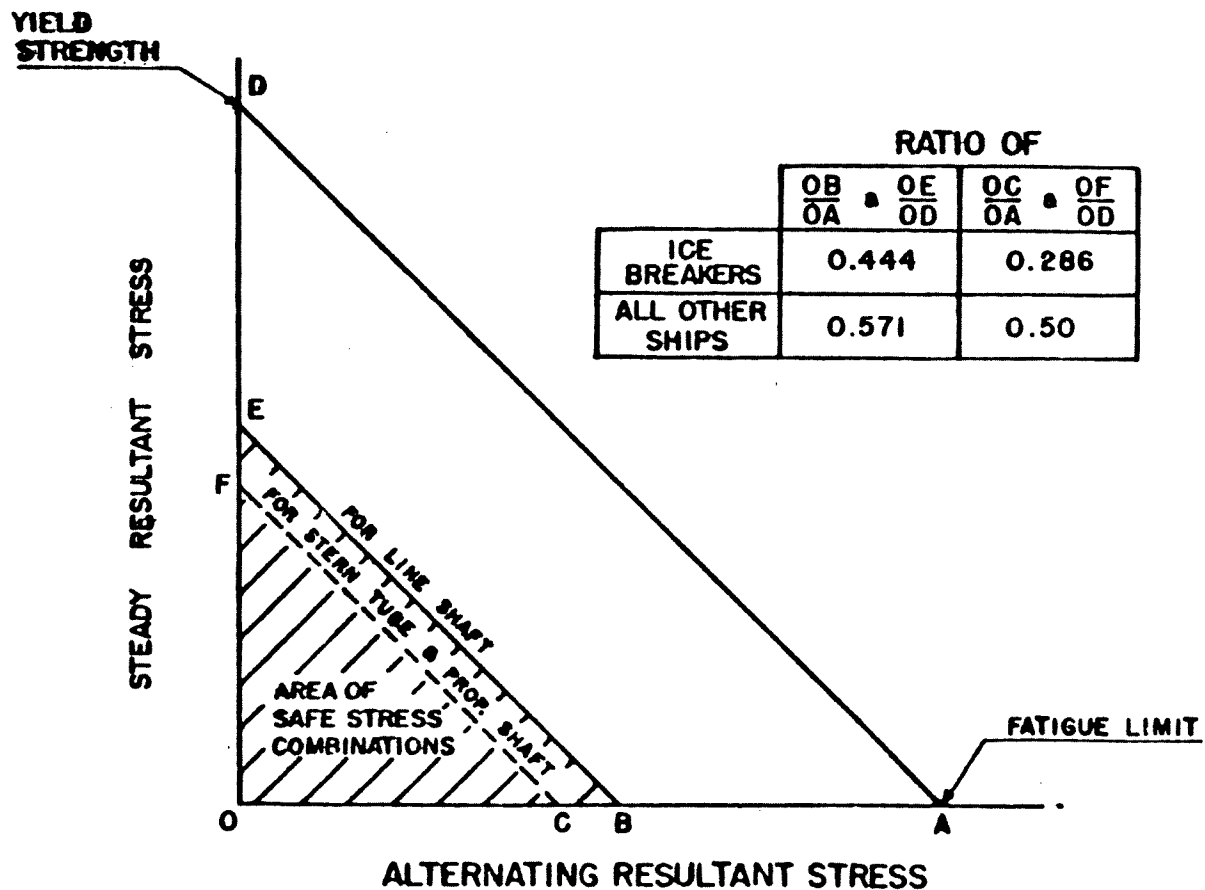 YIELD
STRENGTH
D
RATIO OF
OB/OA & OE/OD
OC/OA & OF/OD
ICE
BREAKERS
0.444
0.286
ALL OTHER
SHIPS
0.571
0.50
STEADY RESULTANT STRESS
E
F
FOR LINE SHAFT
FOR STERN TUBE & PROP. SHAFT
AREA OF
SAFE STRESS
COMBINATIONS
FATIGUE LIMIT
O
C
B
A
ALTERNATING RESULTANT STRESS